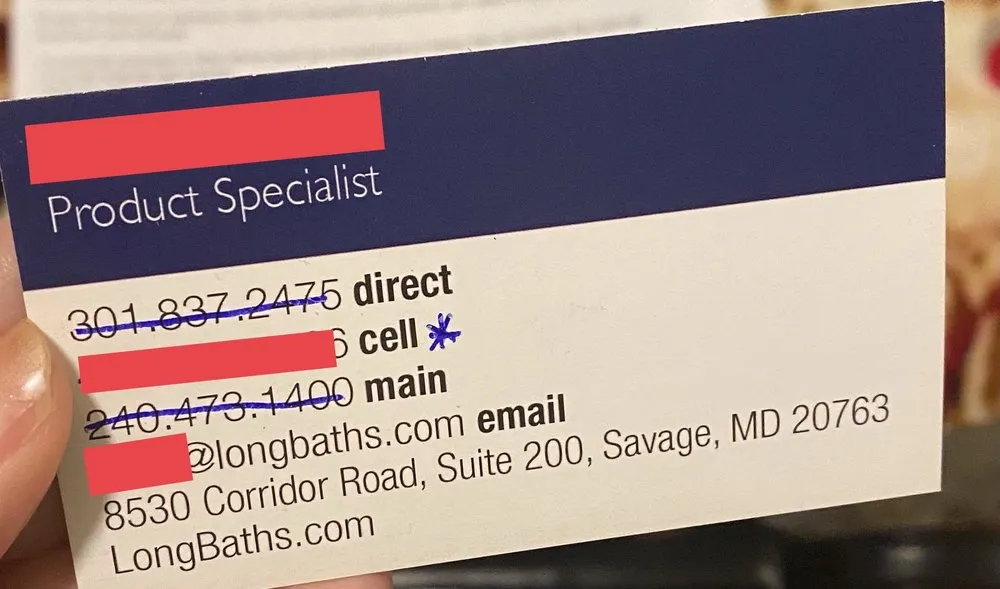 Product Specialist
301.837.2475 direct
6 cell *
240.473.1400 main
@longbaths.com email
8530 Corridor Road, Suite 200, Savage, MD 20763
LongBaths.com